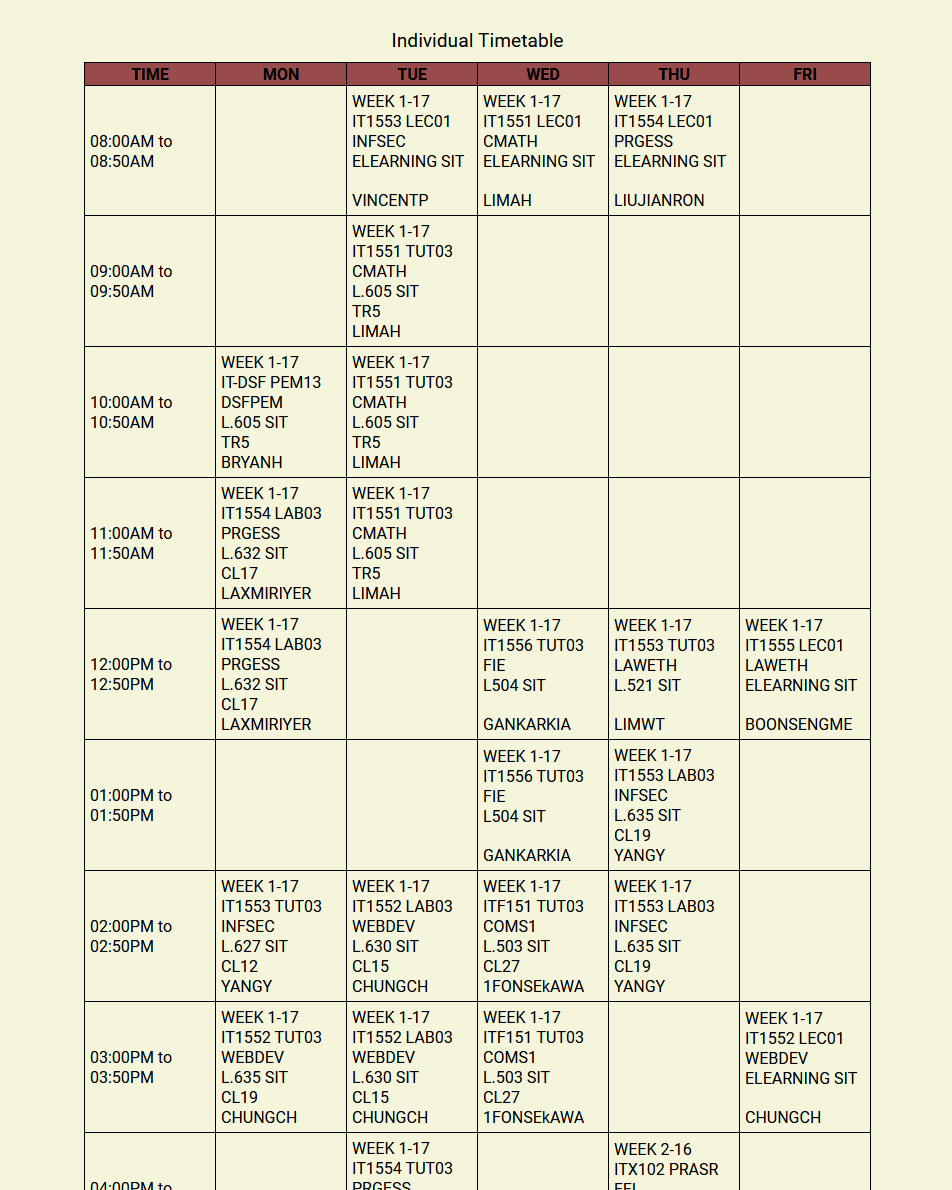 Individual Timetable
TIME
MON
TUE
WED
THU
FRI
08:00AM to
08:50AM
WEEK 1-17
IT1553 LEC01
INFSEC
ELEARNING SIT
VINCENTP
WEEK 1-17
IT1551 LEC01
CMATH
ELEARNING SIT
LIMAH
WEEK 1-17
IT1554 LEC01
PRGESS
ELEARNING SIT
LIUJIANRON
09:00AM to
09:50AM
WEEK 1-17
IT1551 TUT03
CMATH
L.605 SIT
TR5
LIMAH
10:00AM to
10:50AM
WEEK 1-17
IT-DSF PEM13
DSFPEM
L.605 SIT
TR5
BRYANH
WEEK 1-17
IT1551 TUT03
CMATH
L.605 SIT
TR5
LIMAH
11:00AM to
11:50AM
WEEK 1-17
IT1554 LAB03
PRGESS
L.632 SIT
CL17
LAXMIRIYER
WEEK 1-17
IT1551 TUT03
CMATH
L.605 SIT
TR5
LIMAH
12:00PM to
12:50PM
WEEK 1-17
IT1554 LAB03
PRGESS
L.632 SIT
CL17
LAXMIRIYER
WEEK 1-17
IT1556 TUT03
FIE
L504 SIT
GANKARKIA
WEEK 1-17
IT1553 TUT03
LAWETH
L.521 SIT
LIMWT
WEEK 1-17
IT1555 LEC01
LAWETH
ELEARNING SIT
BOONSENGME
01:00PM to
01:50PM
WEEK 1-17
IT1556 TUT03
FIE
L504 SIT
GANKARKIA
WEEK 1-17
IT1553 LAB03
INFSEC
L.635 SIT
CL19
YANGY
02:00PM to
02:50PM
WEEK 1-17
IT1553 TUT03
INFSEC
L.627 SIT
CL12
YANGY
WEEK 1-17
IT1552 LAB03
WEBDEV
L.630 SIT
CL15
CHUNGCH
WEEK 1-17
ITF151 TUT03
COMS1
L.503 SIT
CL27
1FONSEkAWA
WEEK 1-17
IT1553 LAB03
INFSEC
L.635 SIT
CL19
YANGY
03:00PM to
03:50PM
WEEK 1-17
IT1552 TUT03
WEBDEV
L.635 SIT
CL19
CHUNGCH
WEEK 1-17
IT1552 LAB03
WEBDEV
L.630 SIT
CL15
CHUNGCH
WEEK 1-17
ITF151 TUT03
COMS1
L.503 SIT
CL27
1FONSEkAWA
WEEK 1-17
IT1552 LEC01
WEBDEV
ELEARNING SIT
CHUNGCH
04:00PM to
WEEK 1-17
IT1554 TUT03
PRGESS
WEEK 2-16
ITX102 PRASR